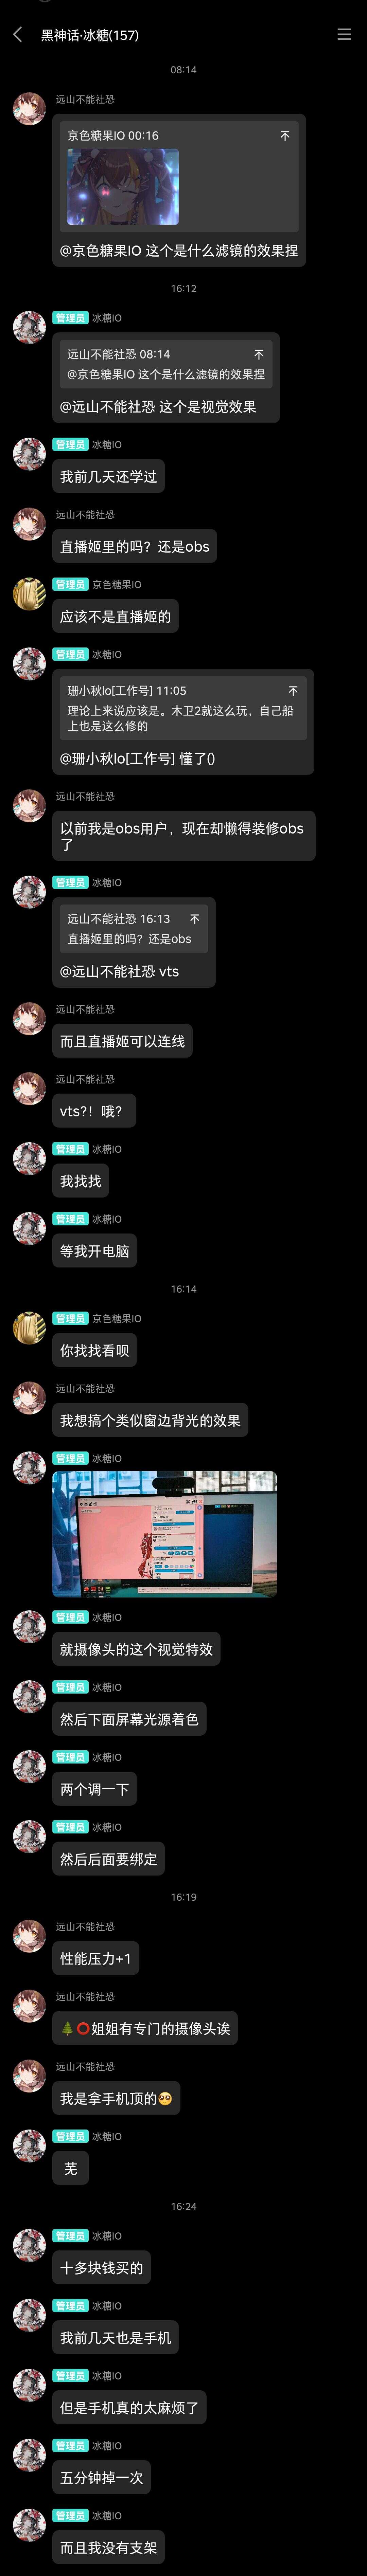 黑神话·冰糖(157)
08:14
远山不能社恐
京色糖果IO 00:16
@京色糖果IO 这个是什么滤镜的效果捏
16:12
管理员 冰糖IO
远山不能社恐 08:14
@京色糖果IO 这个是什么滤镜的效果捏
@远山不能社恐 这个是视觉效果
管理员 冰糖IO
我前几天还学过
远山不能社恐
直播姬里的吗？还是obs
管理员 京色糖果IO
应该不是直播姬的
管理员 冰糖IO
珊小秋lo[工作号] 11:05
理论上来说应该是。木卫2就这么玩，自己船
上也是这么修的
@珊小秋lo[工作号] 懂了()
远山不能社恐
以前我是obs用户，现在却懒得装修obs
了
管理员 冰糖IO
远山不能社恐 16:13
直播姬里的吗？还是obs
@远山不能社恐 vts
远山不能社恐
而且直播姬可以连线
远山不能社恐
vts?！哦？
管理员 冰糖IO
我找找
管理员 冰糖IO
等我开电脑
16:14
管理员 京色糖果IO
你找找看呗
远山不能社恐
我想搞个类似窗边背光的效果
管理员 冰糖IO
管理员 冰糖IO
就摄像头的这个视觉特效
管理员 冰糖IO
然后下面屏幕光源着色
管理员 冰糖IO
两个调一下
管理员 冰糖IO
然后后面要绑定
16:19
远山不能社恐
性能压力+1
远山不能社恐
🌲⭕姐姐有专门的摄像头诶
远山不能社恐
我是拿手机顶的🥺
管理员 冰糖IO
芜
16:24
管理员 冰糖IO
十多块钱买的
管理员 冰糖IO
我前几天也是手机
管理员 冰糖IO
但是手机真的太麻烦了
管理员 冰糖IO
五分钟掉一次
管理员 冰糖IO
而且我没有支架